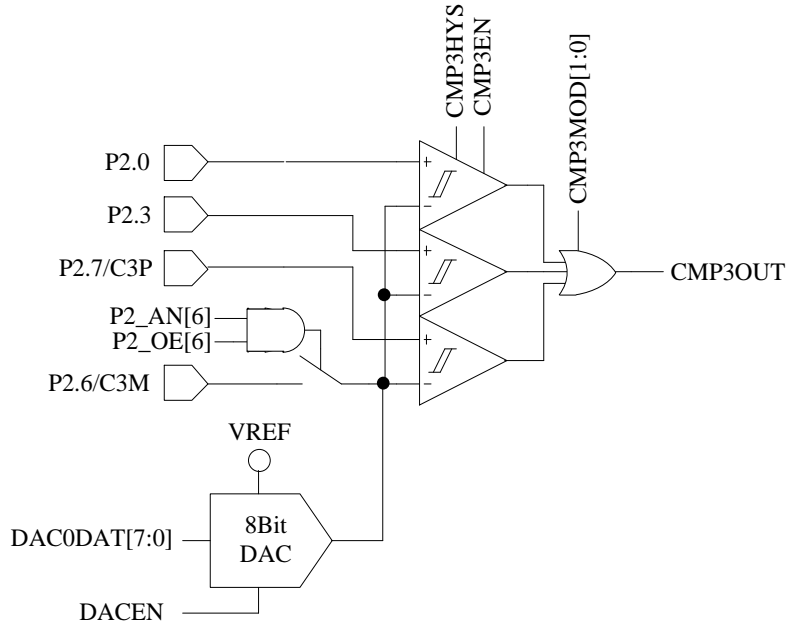 CMP3HYS
CMP3EN
CMP3MOD[1:0]
P2.0
P2.3
P2.7/C3P
P2_AN[6]
P2_OE[6]
P2.6/C3M
+
−
+
−
+
−
CMP3OUT
VREF
DAC0DAT[7:0]
8Bit
DAC
DACEN